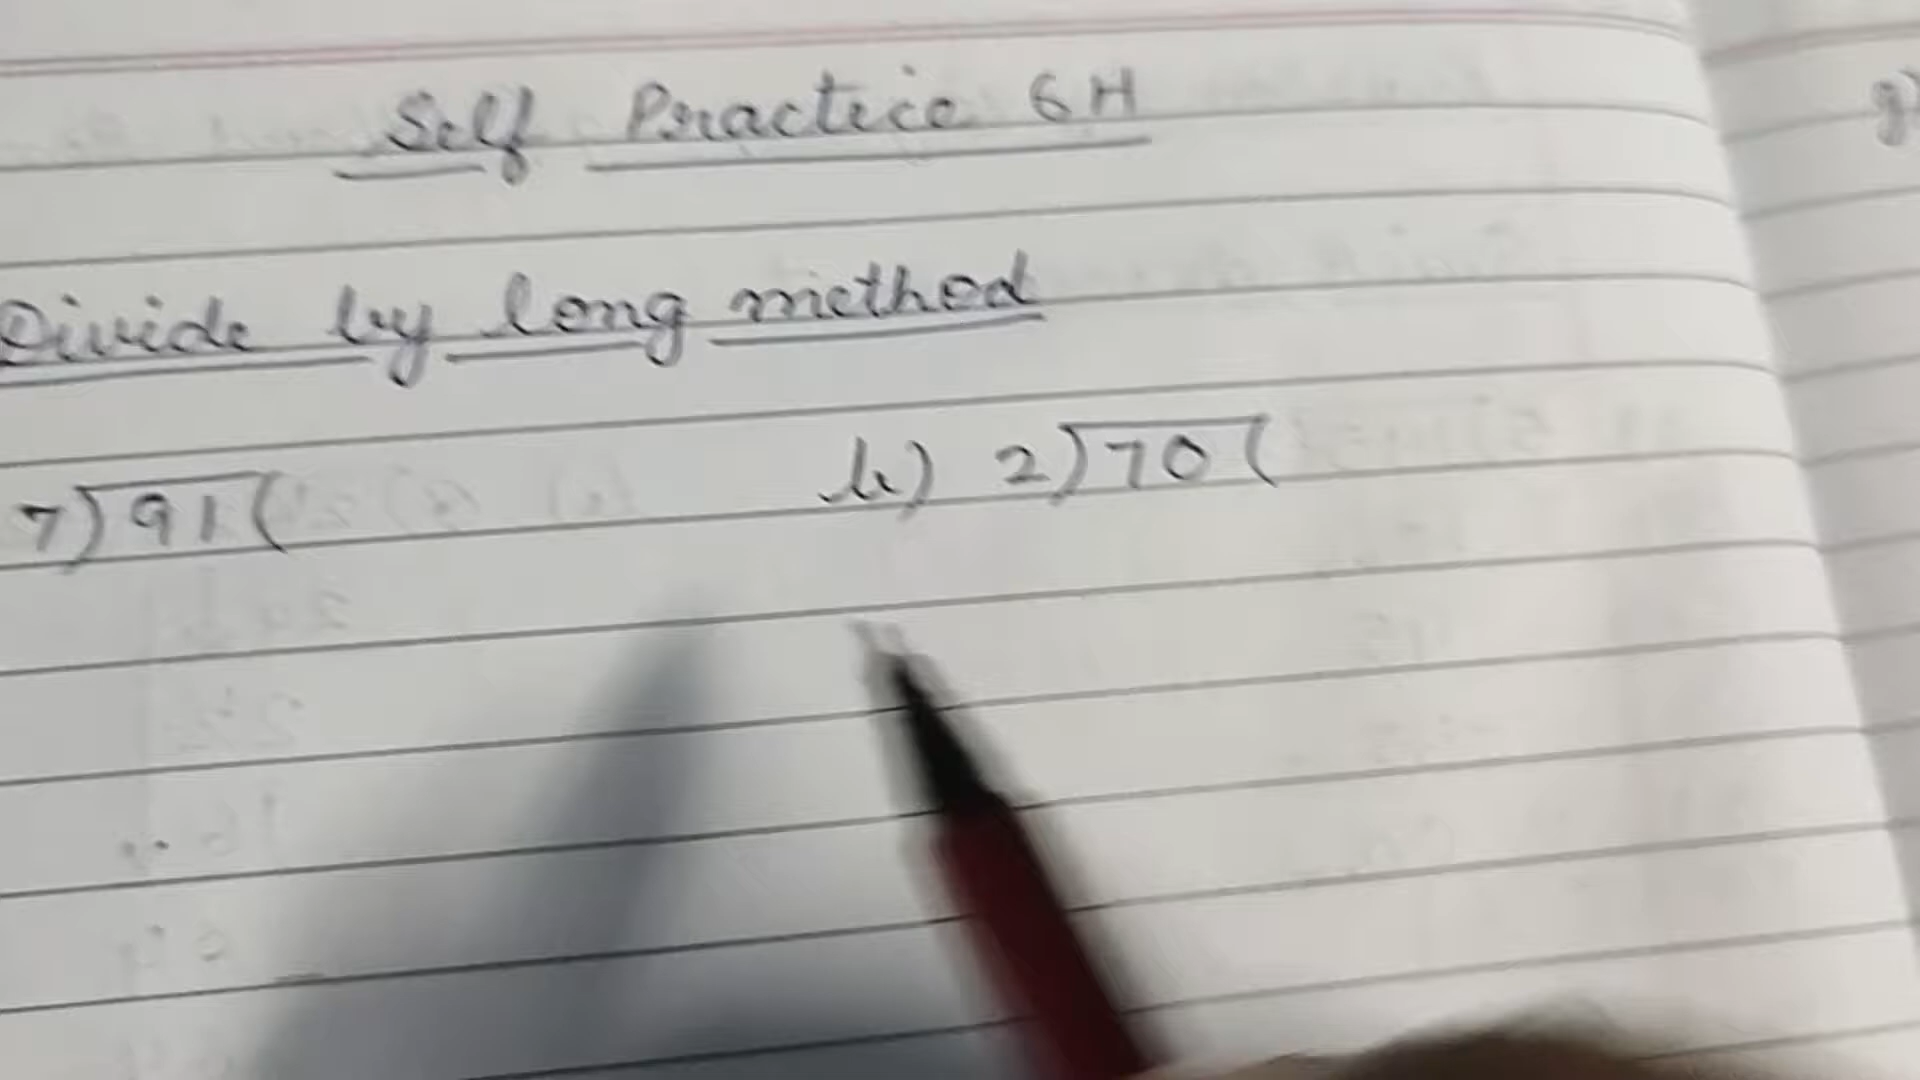 Self Practice 6H
Divide by long method
7)91( b) 2)70(
g)